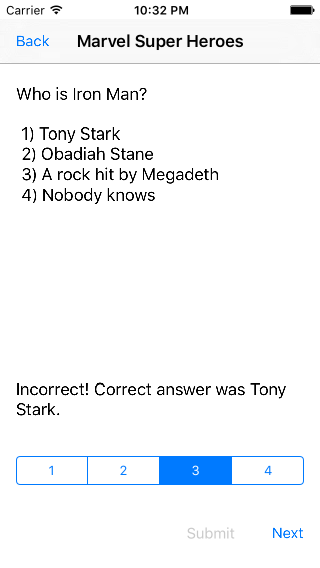 Carrier 10:32 PM
Back Marvel Super Heroes
Who is Iron Man?
1) Tony Stark
2) Obadiah Stane
3) A rock hit by Megadeth
4) Nobody knows
Incorrect! Correct answer was Tony
Stark.
1 2 3 4
Submit Next